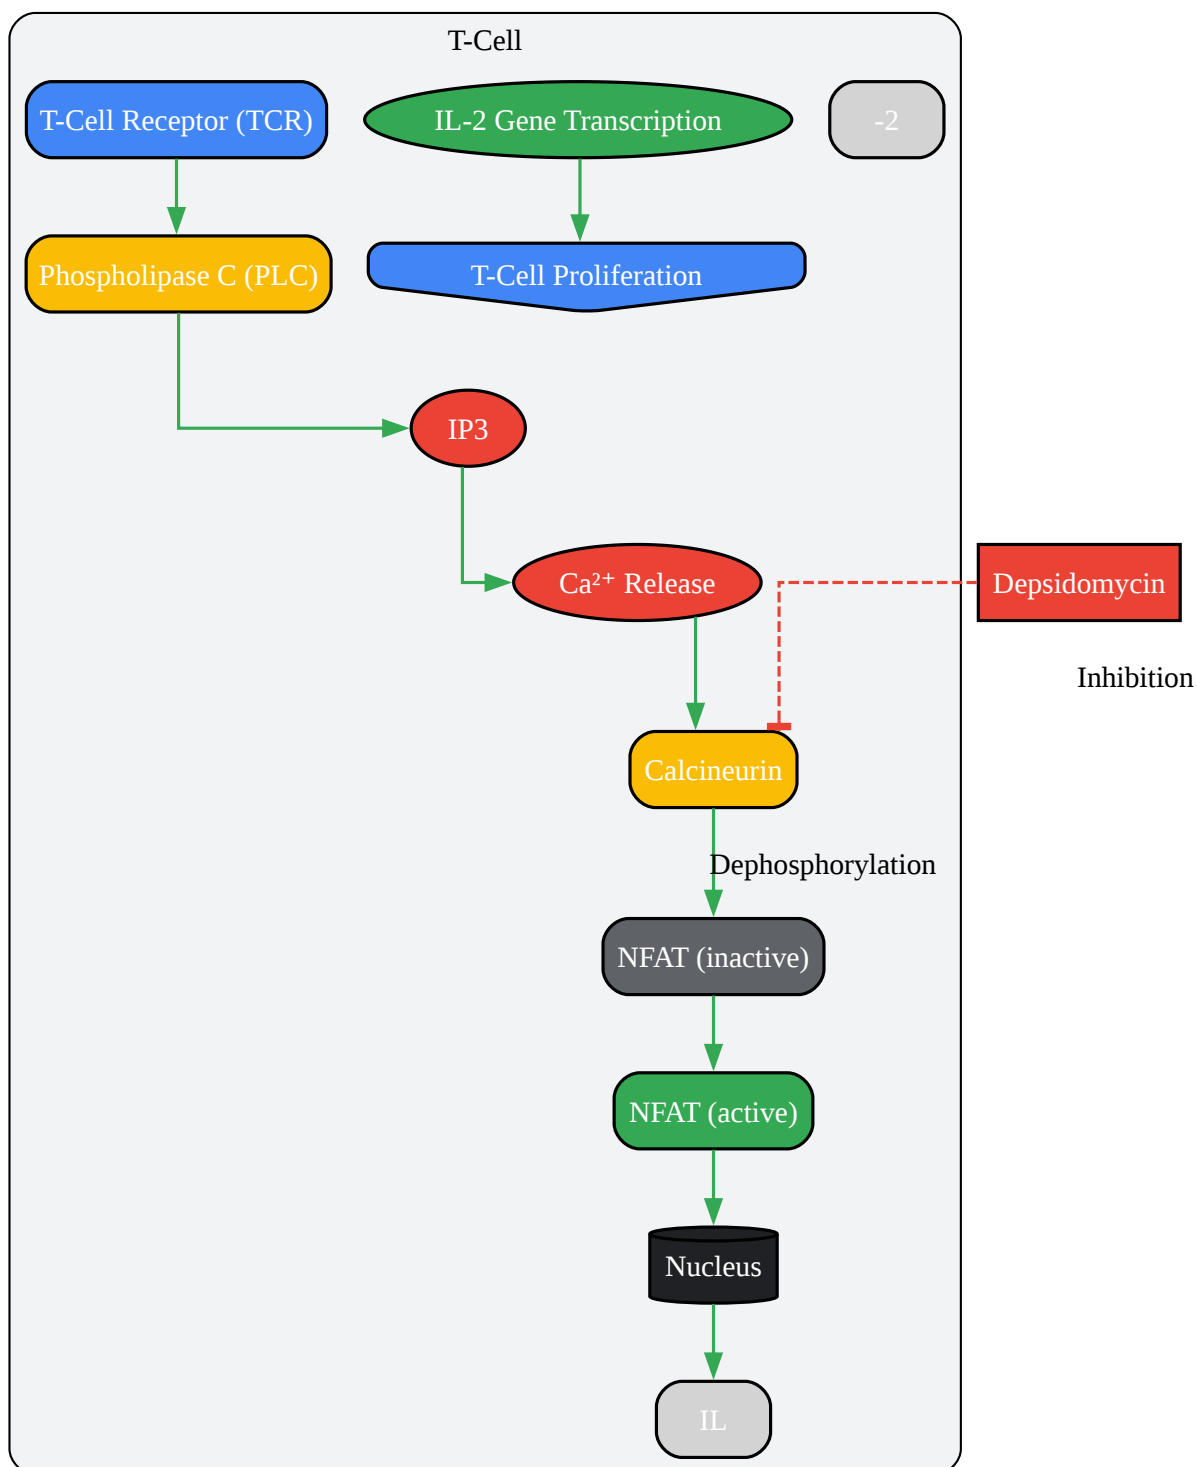 T-Cell
T-Cell Receptor (TCR)
IL-2 Gene Transcription
-2
Phospholipase C (PLC)
T-Cell Proliferation
IP3
Ca²⁺ Release
Depsidomycin
Inhibition
Calcineurin
Dephosphorylation
NFAT (inactive)
NFAT (active)
Nucleus
IL